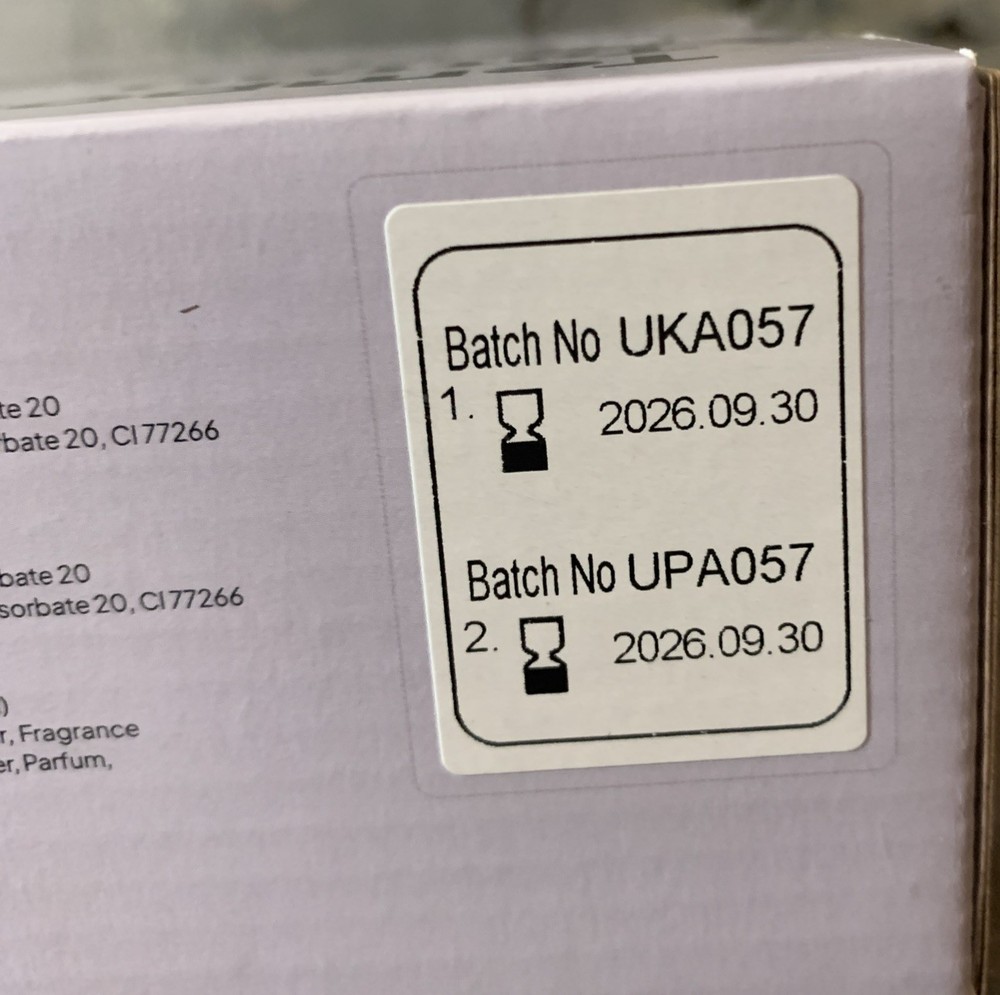 te 20
bate 20, CI 77266
bate 20
sorbate 20, CI 77266
)
r, Fragrance
er, Parfum,
Batch No UKA057
1. 2026.09.30
Batch No UPA057
2. 2026.09.30